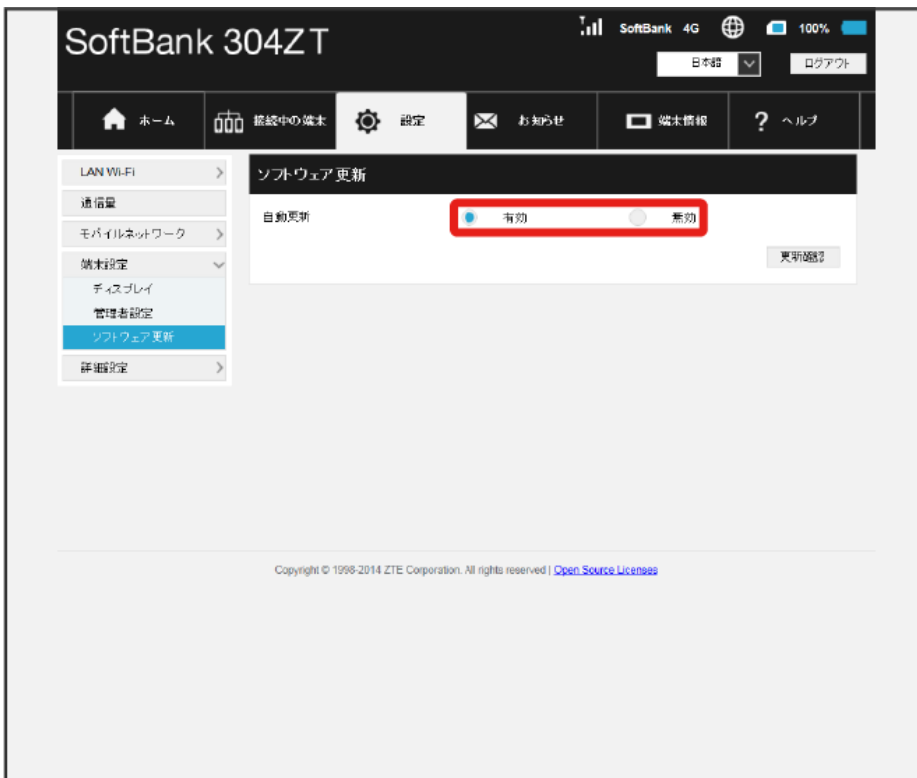 SoftBank 304ZT
SoftBank 4G 100%
日本語 ログアウト
ホーム 接続中の端末 設定 お知らせ 端末情報 ? ヘルプ
LAN Wi-Fi
通信量
モバイルネットワーク
端末設定
ディスプレイ
管理者設定
ソフトウェア更新
詳細設定
ソフトウェア更新
自動更新 有効 無効
更新確認
Copyright © 1998-2014 ZTE Corporation. All rights reserved | Open Source Licenses